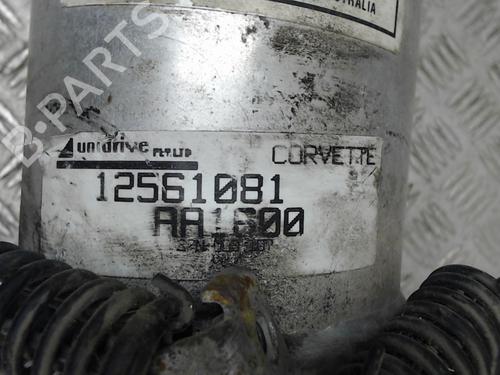 AUSTRALIA
B-PARTS
unidrive PTY.LTD
CORVETTE
12561081
AA1600